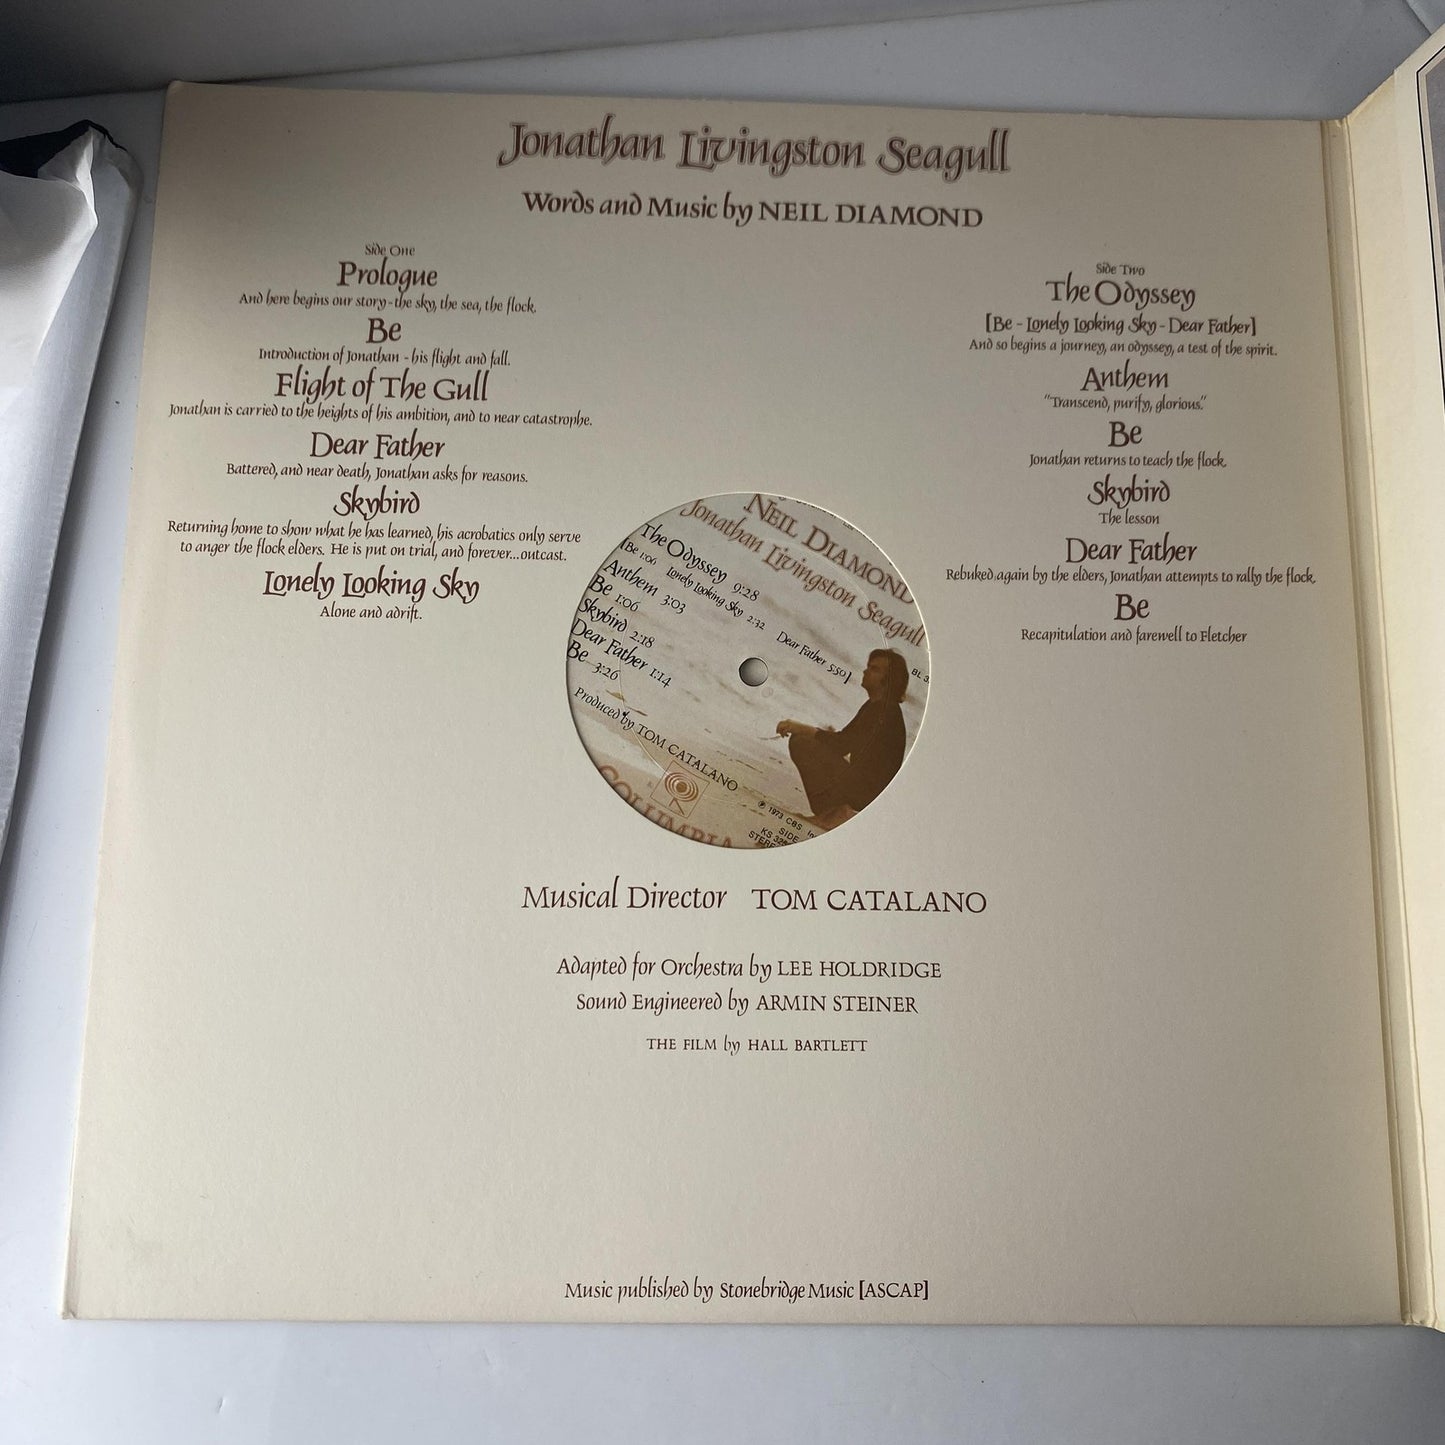 Jonathan Livingston Seagull
Words and Music by NEIL DIAMOND
Side One
Prologue
And here begins our story-the sky, the sea, the flock.
Be
Introduction of Jonathan - his flight and fall.
Flight of The Gull
Jonathan is carried to the heights of his ambition, and to near catastrophe.
Dear Father
Battered, and near death, Jonathan asks for reasons.
Skybird
Returning home to show what he has learned, his acrobatics only serve
to anger the flock elders. He is put on trial, and forever...outcast.
Lonely Looking Sky
Alone and adrift.
Side Two
The Odyssey
[Be - Lonely Looking Sky - Dear Father]
And so begins a journey, an odyssey, a test of the spirit.
Anthem
"Transcend, purify, glorious."
Be
Jonathan returns to teach the flock.
Skybird
The lesson
Dear Father
Rebuked again by the elders, Jonathan attempts to rally the flock.
Be
Recapitulation and farewell to Fletcher
NEIL DIAMOND
Jonathan Livingston Seagull
The Odyssey 9:28
[Be 1:06 Lonely Looking Sky 2:32 Dear Father 5:50]
Anthem 3:03
Be 1:06
Skybird 2:18
Dear Father 1:14
Be 3:26
Produced by TOM CATALANO
COLUMBIA
℗ 1973 CBS
SIDE
KS
BL
Musical Director TOM CATALANO
Adapted for Orchestra by LEE HOLDRIDGE
Sound Engineered by ARMIN STEINER
THE FILM by HALL BARTLETT
Music published by Stonebridge Music [ASCAP]